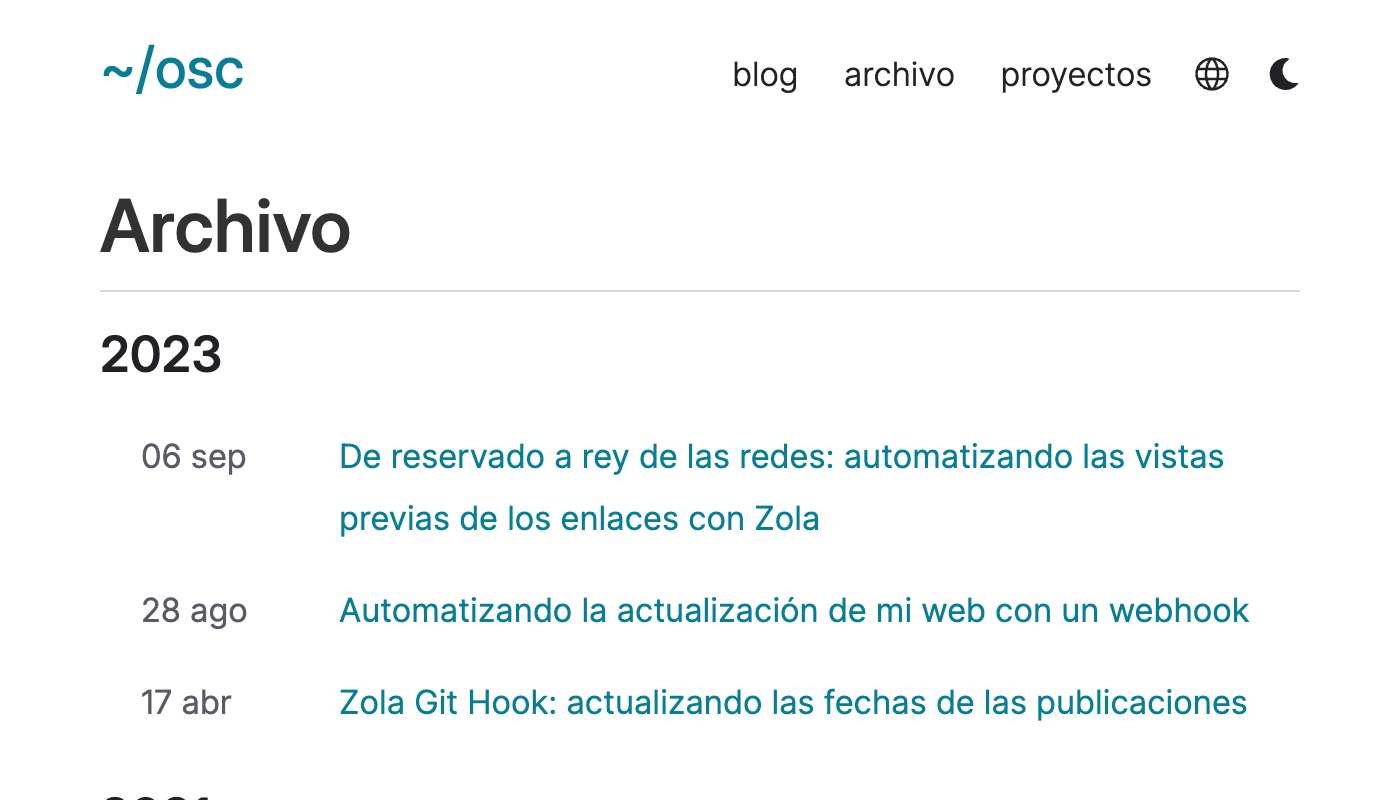 ~/osc
blog archivo proyectos
Archivo
2023
06 sep De reservado a rey de las redes: automatizando las vistas
previas de los enlaces con Zola
28 ago Automatizando la actualización de mi web con un webhook
17 abr Zola Git Hook: actualizando las fechas de las publicaciones